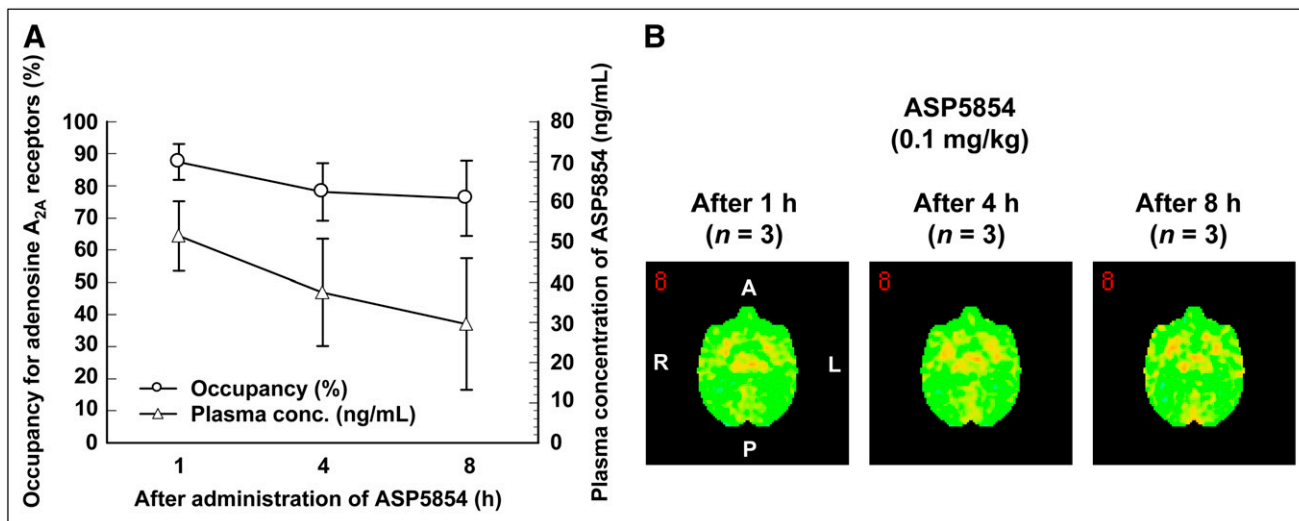 A
Occupancy for adenosine A2A receptors (%)
100
90
80
70
60
50
40
30
20
10
0
Occupancy (%)
Plasma conc. (ng/mL)
80
70
60
50
40
30
20
10
0
Plasma concentration of ASP5854 (ng/mL)
1 4 8
After administration of ASP5854 (h)
B
ASP5854
(0.1 mg/kg)
After 1 h
(n = 3)
After 4 h
(n = 3)
After 8 h
(n = 3)
8
A
R
L
P
8
8